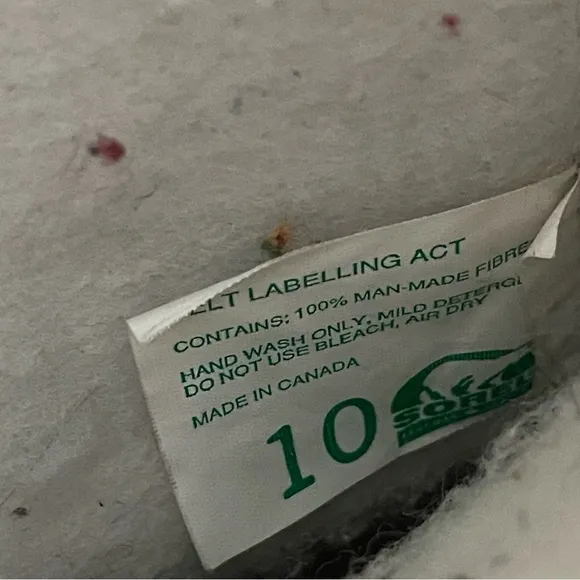 ELT LABELLING ACT
CONTAINS: 100% MAN-MADE FIBRE
HAND WASH ONLY, MILD DETERG
DO NOT USE BLEACH, AIR DRY
MADE IN CANADA
10
SOREL